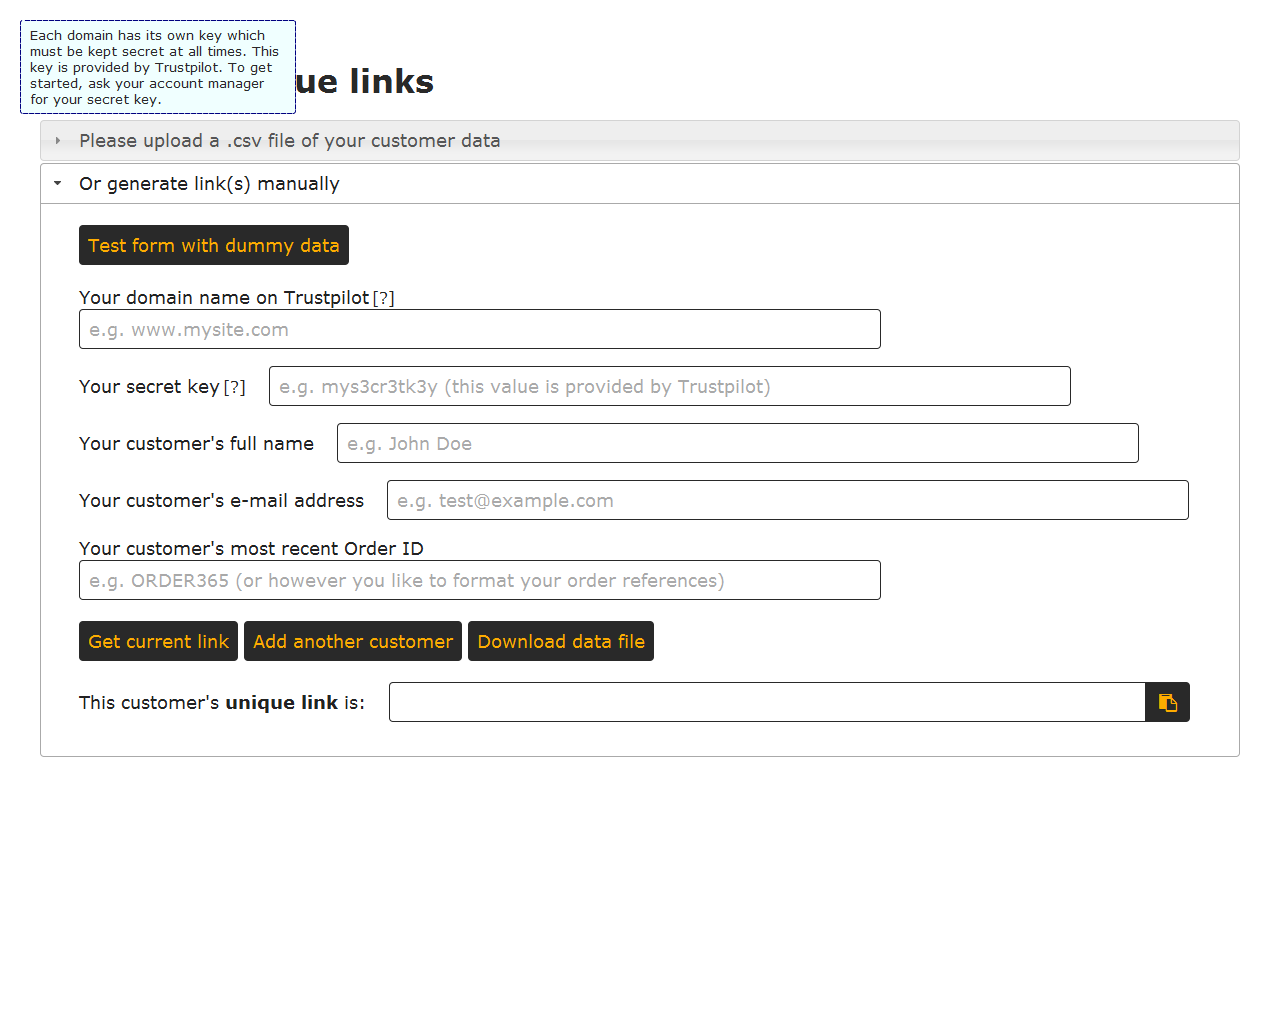 Each domain has its own key which
must be kept secret at all times. This
key is provided by Trustpilot. To get
started, ask your account manager
for your secret key.
ue links
Please upload a .csv file of your customer data
Or generate link(s) manually
Test form with dummy data
Your domain name on Trustpilot [?]
e.g. www.mysite.com
Your secret key [?] e.g. mys3cr3tk3y (this value is provided by Trustpilot)
Your customer's full name e.g. John Doe
Your customer's e-mail address e.g. test@example.com
Your customer's most recent Order ID
e.g. ORDER365 (or however you like to format your order references)
Get current link Add another customer Download data file
This customer's unique link is: